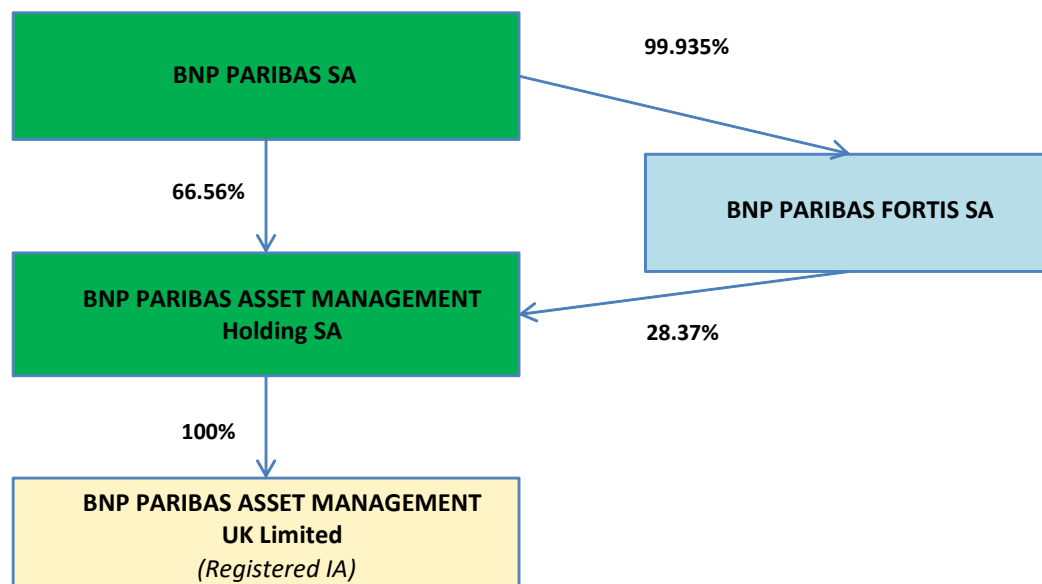 BNP PARIBAS SA
99.935%
66.56%
BNP PARIBAS FORTIS SA
BNP PARIBAS ASSET MANAGEMENT
Holding SA
28.37%
100%
BNP PARIBAS ASSET MANAGEMENT
UK Limited
(Registered IA)